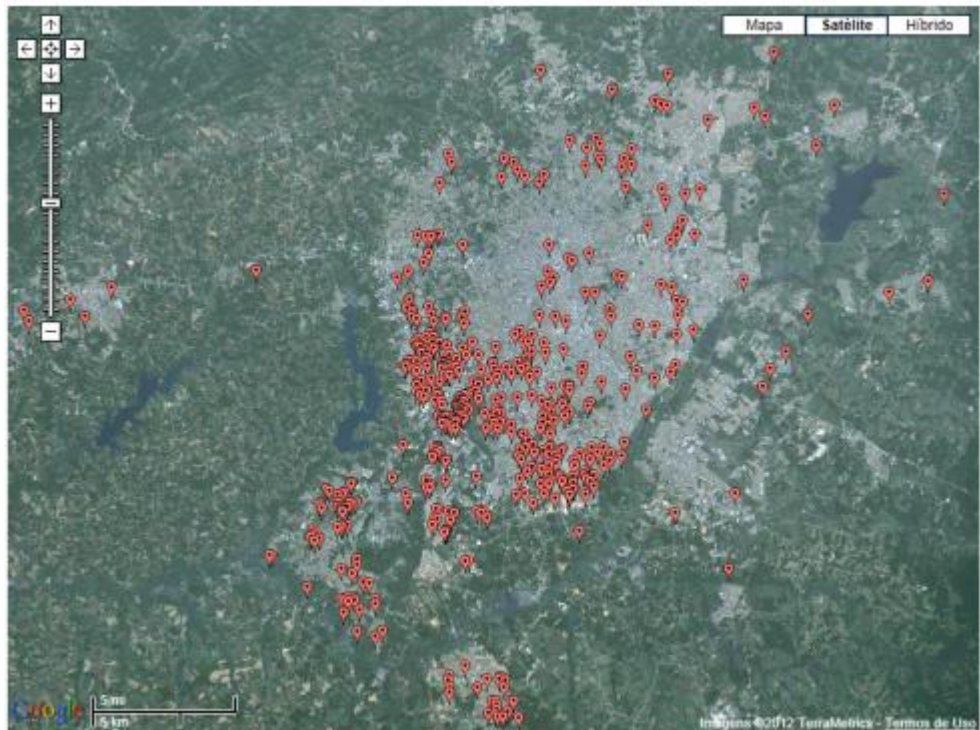 Mapa Satélite Híbrido
Google
5 mi
5 km
Imagens ©2012 TerraMetrics - Termos de Uso